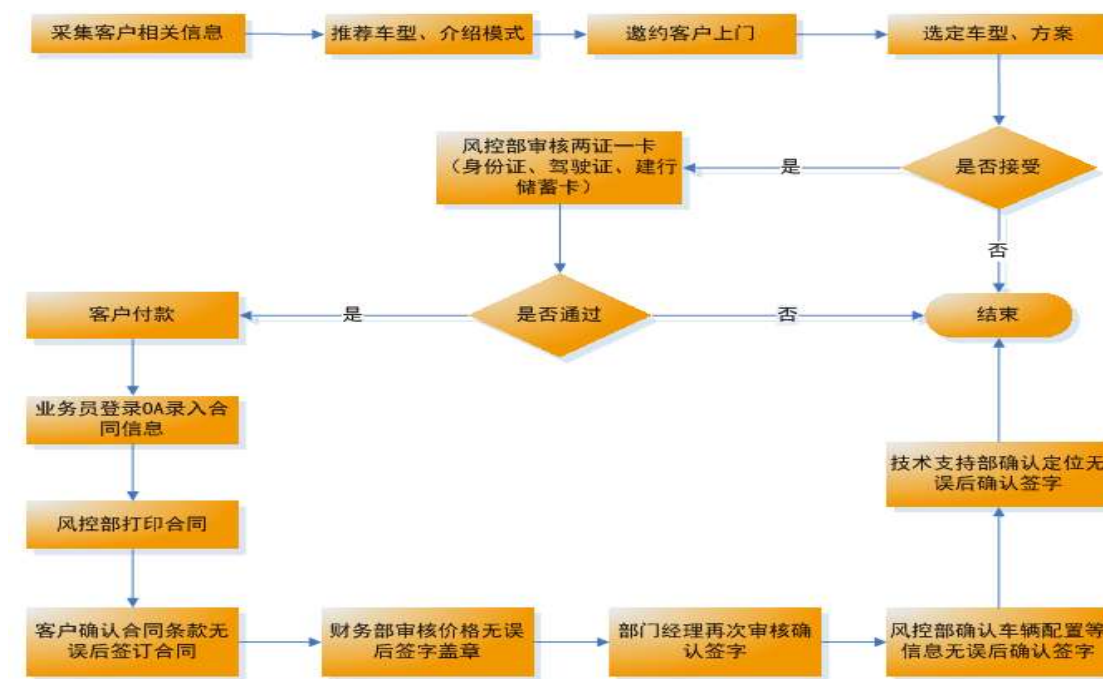 采集客户相关信息
推荐车型、介绍模式
邀约客户上门
选定车型、方案
风控部审核两证一卡
（身份证、驾驶证、建行
储蓄卡）
是
是否接受
否
客户付款
是
是否通过
否
结束
业务员登录OA录入合
同信息
技术支持部确认定位无
误后确认签字
风控部打印合同
客户确认合同条款无
误后签订合同
财务部审核价格无误
后签字盖章
部门经理再次审核确
认签字
风控部确认车辆配置等
信息无误后确认签字